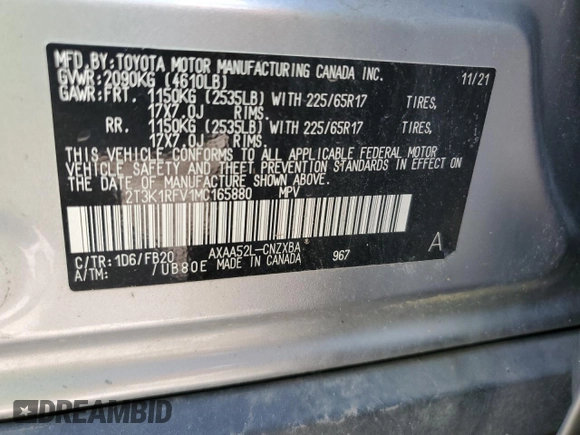 MFD.BY:TOYOTA MOTOR MANUFACTURING CANADA INC.
GVWR:2090KG (4610LB) 11/21
GAWR:FRT. 1150KG (2535LB) WITH 225/65R17 TIRES,
17X7.0J RIMS.
RR. 1150KG (2535LB) WITH 225/65R17 TIRES,
17X7.0J RIMS.
THIS VEHICLE CONFORMS TO ALL APPLICABLE FEDERAL MOTOR
VEHICLE SAFETY AND THEFT PREVENTION STANDARDS IN EFFECT
ON THE DATE OF MANUFACTURE SHOWN ABOVE.
2T3K1RFV1MC165880 MPV
C/TR:1D6/FB20 AXAA52L-CNZXBA A
A/TM: /UB80E MADE IN CANADA 967
DREAMBID